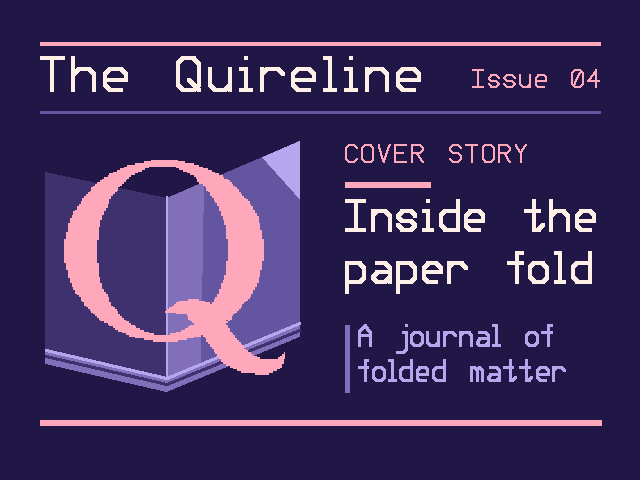 The Quireline
Issue 04
Q
COVER STORY
Inside the
paper fold
A journal of
folded matter